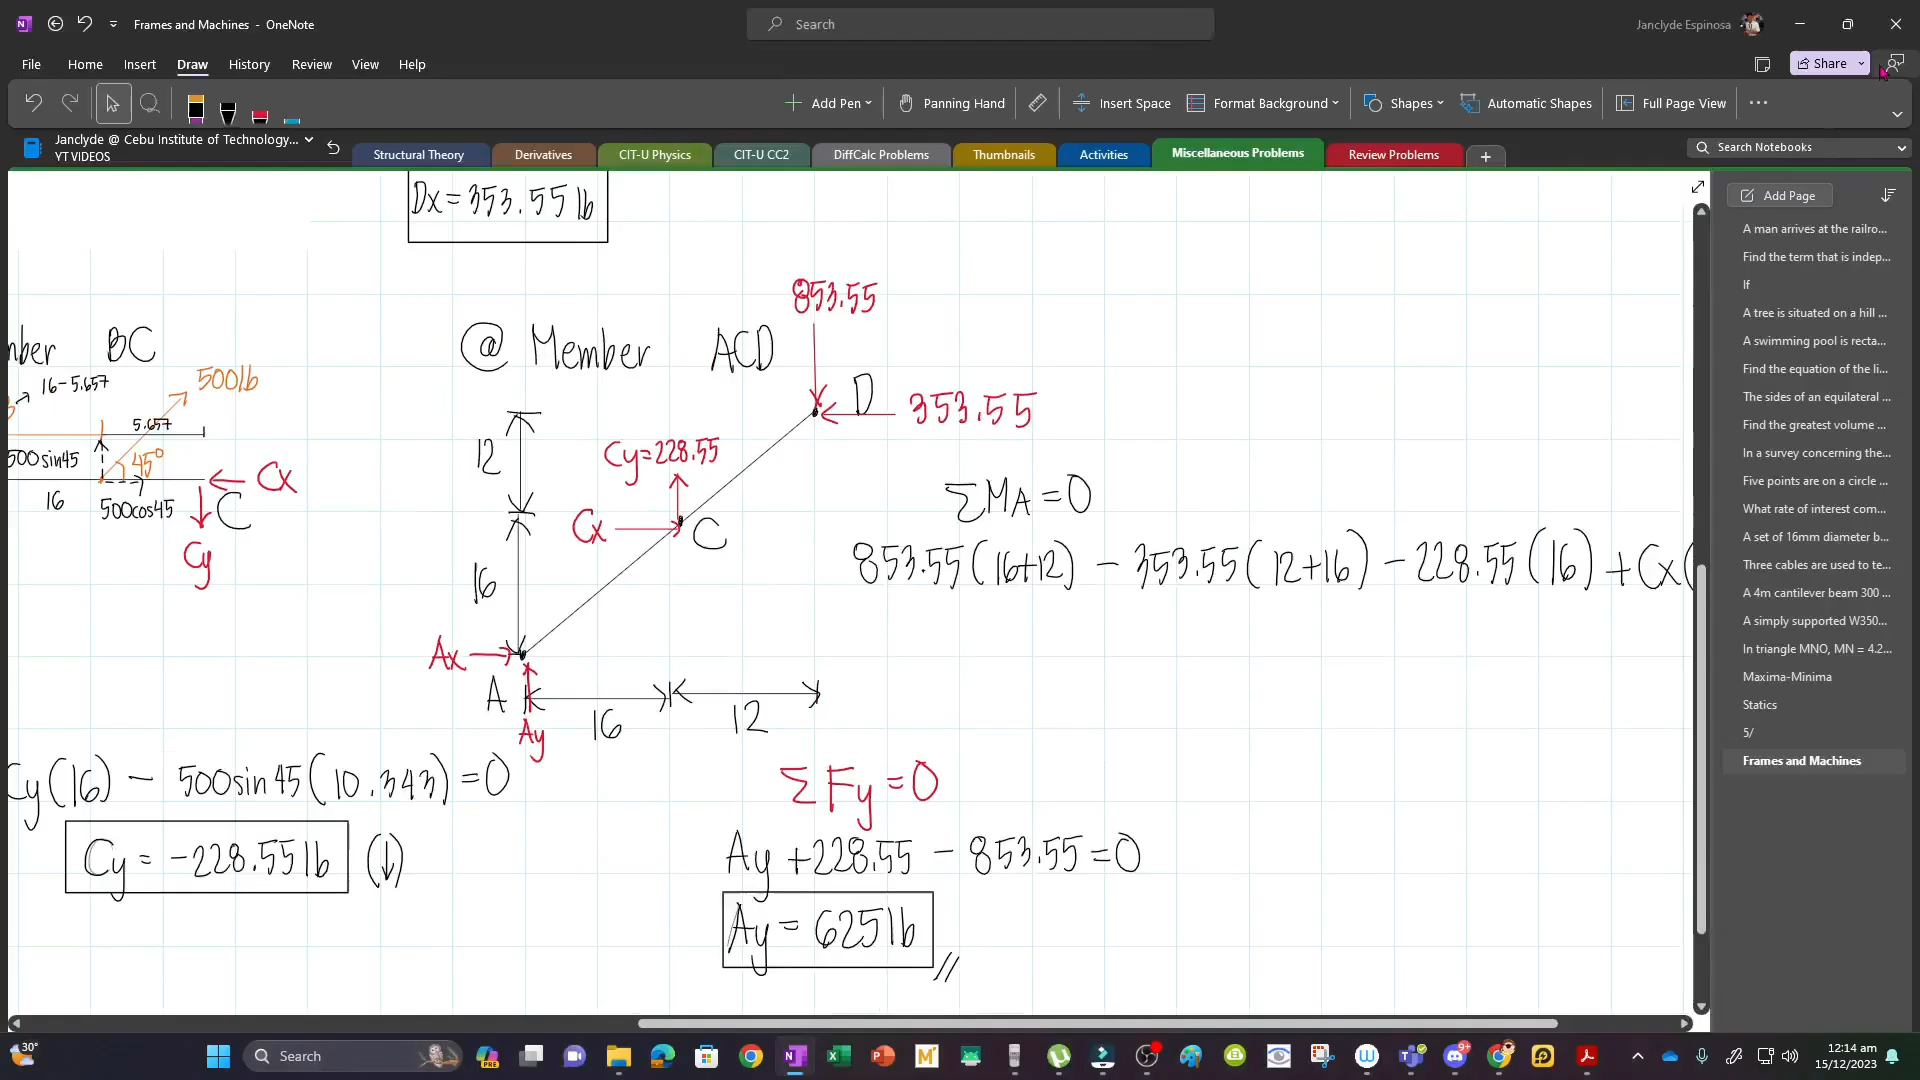 Frames and Machines - OneNote
Search
Janclyde Espinosa
File Home Insert Draw History Review View Help
Share
Add Pen Panning Hand Insert Space Format Background Shapes Automatic Shapes Full Page View
Janclyde @ Cebu Institute of Technology...
YT VIDEOS
Structural Theory Derivatives CIT-U Physics CIT-U CC2 DiffCalc Problems Thumbnails Activities Miscellaneous Problems Review Problems
Search Notebooks
Add Page
A man arrives at the railro...
Find the term that is indep...
If
A tree is situated on a hill ...
A swimming pool is recta...
Find the equation of the li...
The sides of an equilateral ...
Find the greatest volume ...
In a survey concerning the...
Five points are on a circle ...
What rate of interest com...
A set of 16mm diameter b...
Three cables are used to te...
A 4m cantilever beam 300 ...
A simply supported W350...
In triangle MNO, MN = 4.2...
Maxima-Minima
Statics
5/
Frames and Machines
Dx = 353.55 lb
mber BC
16-5.657
500lb
5.657
500sin45
45°
Cx
16
500cos45
C
Cy
@ Member ACD
853.55
D
353.55
12
Cy=228.55
Cx
C
16
Ax
A
Ay
16
12
ΣMA = 0
853.55(16+12) - 353.55(12+16) - 228.55(16) + Cx(
Cy(16) - 500sin45(10.343) = 0
Cy = -228.55 lb (↓)
ΣFy = 0
Ay + 228.55 - 853.55 = 0
Ay = 625 lb //
30°
Search
PRE
9+
12:14 am
15/12/2023